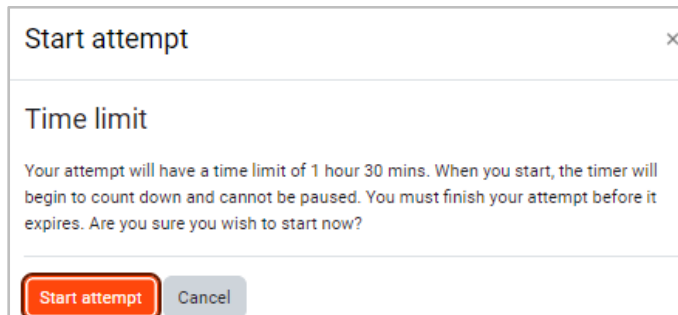 Start attempt ×
Time limit
Your attempt will have a time limit of 1 hour 30 mins. When you start, the timer will
begin to count down and cannot be paused. You must finish your attempt before it
expires. Are you sure you wish to start now?
Start attempt Cancel